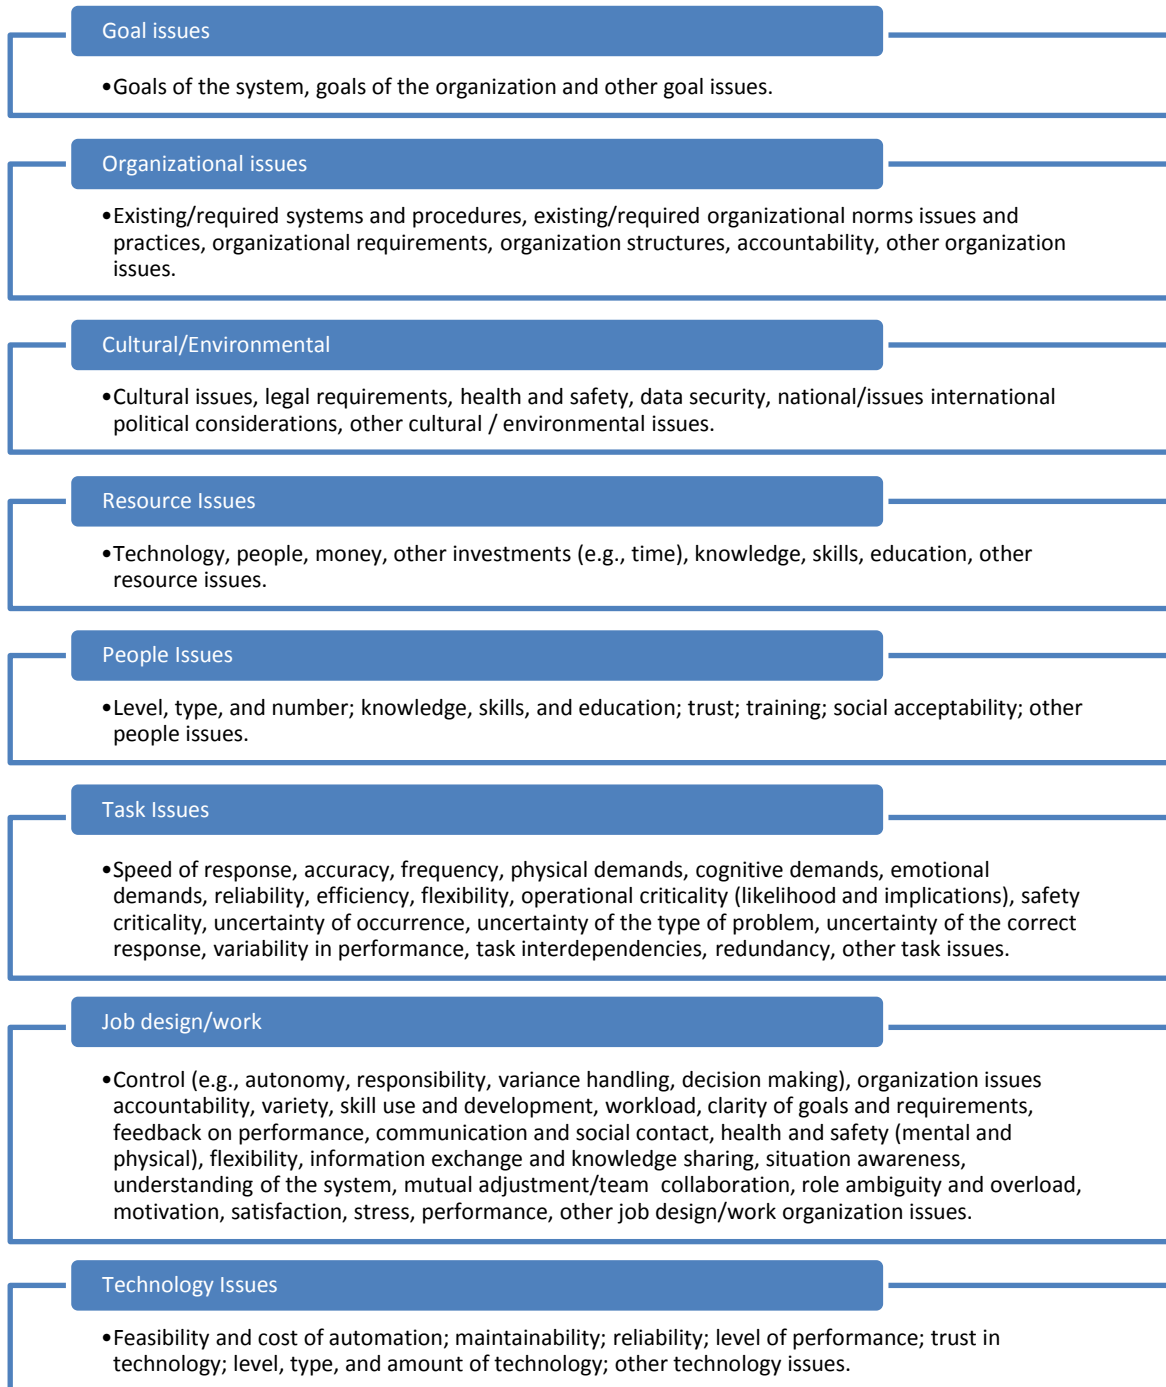 Goal issues
•Goals of the system, goals of the organization and other goal issues.
Organizational issues
•Existing/required systems and procedures, existing/required organizational norms issues and
practices, organizational requirements, organization structures, accountability, other organization
issues.
Cultural/Environmental
•Cultural issues, legal requirements, health and safety, data security, national/issues international
political considerations, other cultural / environmental issues.
Resource Issues
•Technology, people, money, other investments (e.g., time), knowledge, skills, education, other
resource issues.
People Issues
•Level, type, and number; knowledge, skills, and education; trust; training; social acceptability; other
people issues.
Task Issues
•Speed of response, accuracy, frequency, physical demands, cognitive demands, emotional
demands, reliability, efficiency, flexibility, operational criticality (likelihood and implications), safety
criticality, uncertainty of occurrence, uncertainty of the type of problem, uncertainty of the correct
response, variability in performance, task interdependencies, redundancy, other task issues.
Job design/work
•Control (e.g., autonomy, responsibility, variance handling, decision making), organization issues
accountability, variety, skill use and development, workload, clarity of goals and requirements,
feedback on performance, communication and social contact, health and safety (mental and
physical), flexibility, information exchange and knowledge sharing, situation awareness,
understanding of the system, mutual adjustment/team collaboration, role ambiguity and overload,
motivation, satisfaction, stress, performance, other job design/work organization issues.
Technology Issues
•Feasibility and cost of automation; maintainability; reliability; level of performance; trust in
technology; level, type, and amount of technology; other technology issues.